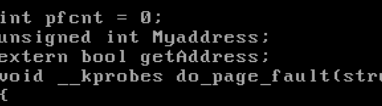 int pfcnt = 0;
unsigned int Myaddress;
extern bool getAddress;
void __kprobes do_page_fault(stru
{